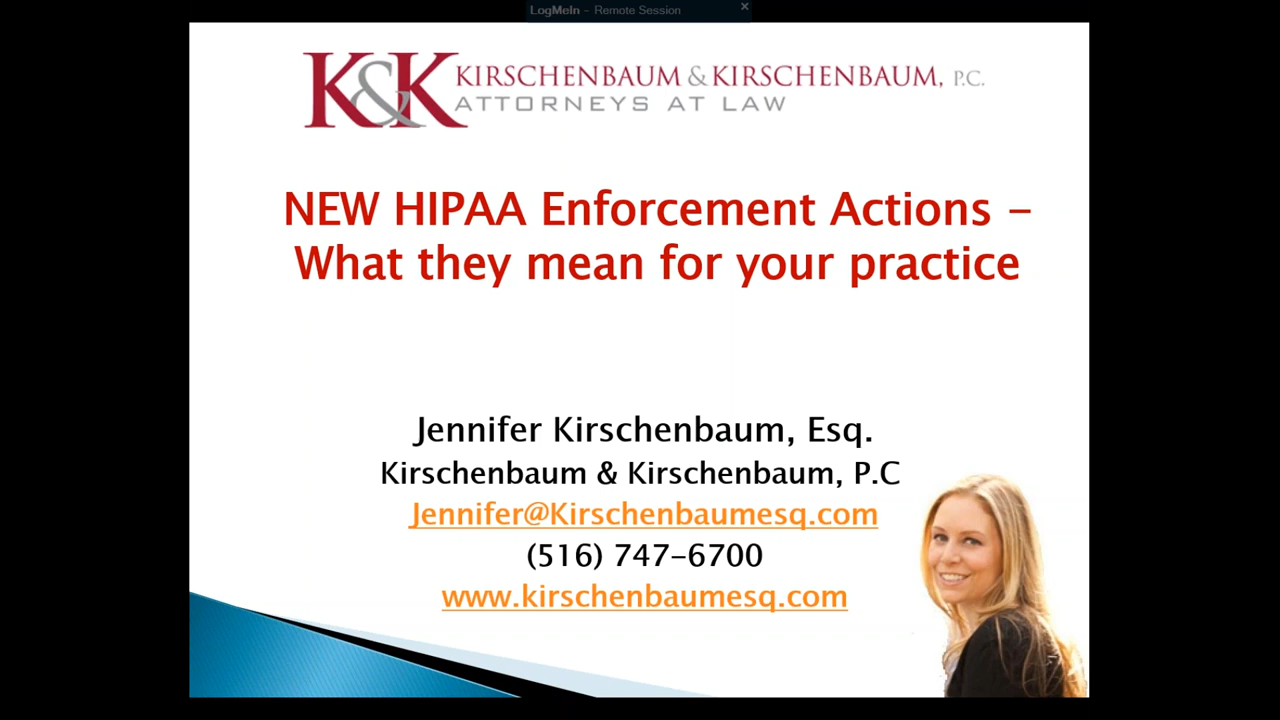 LogMeIn - Remote Session
K&K KIRSCHENBAUM & KIRSCHENBAUM, P.C.
ATTORNEYS AT LAW
NEW HIPAA Enforcement Actions -
What they mean for your practice
Jennifer Kirschenbaum, Esq.
Kirschenbaum & Kirschenbaum, P.C
Jennifer@Kirschenbaumesq.com
(516) 747-6700
www.kirschenbaumesq.com